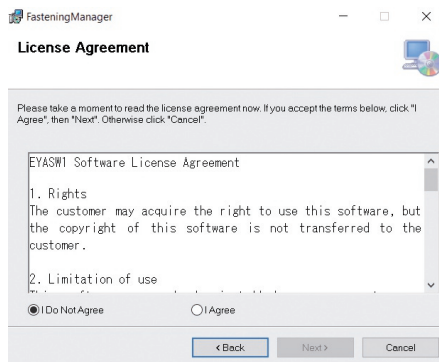 FasteningManager
License Agreement
Please take a moment to read the license agreement now. If you accept the terms below, click "I
Agree", then "Next". Otherwise click "Cancel".
EYASW1 Software License Agreement
1. Rights
The customer may acquire the right to use this software, but
the copyright of this software is not transferred to the
customer.
2. Limitation of use
I Do Not Agree
I Agree
< Back
Next >
Cancel